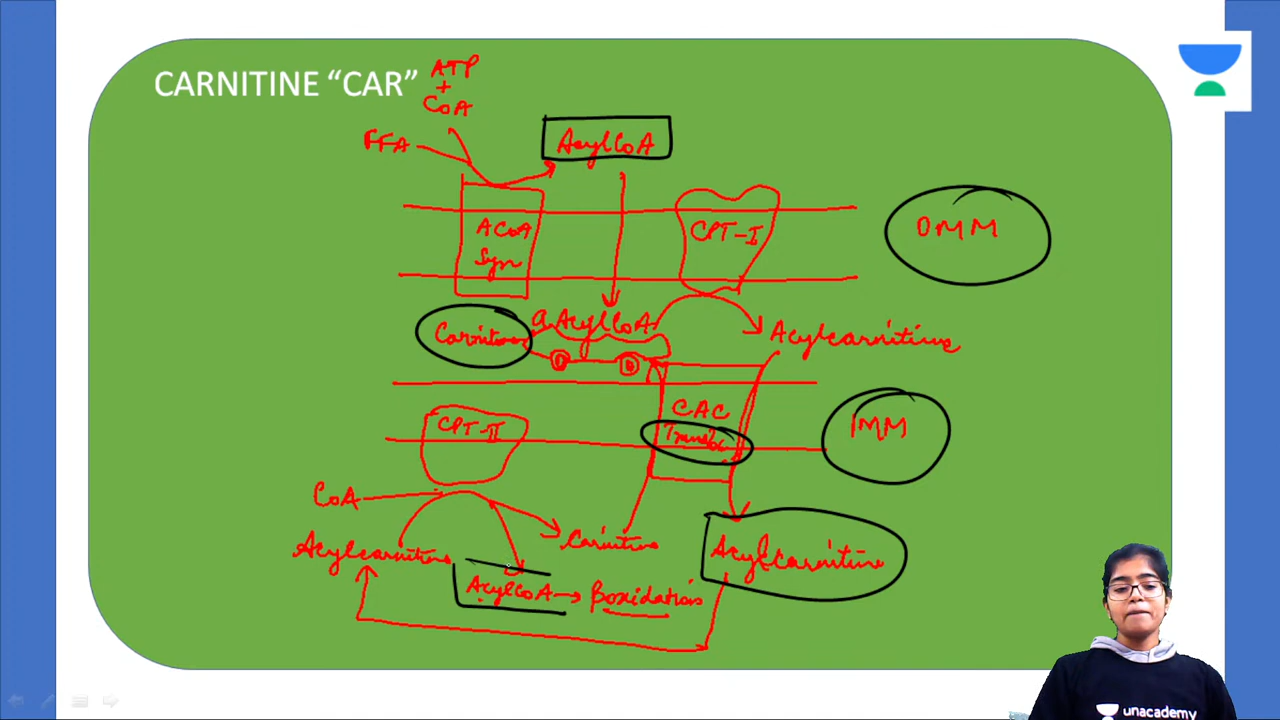 CARNITINE “CAR”
ATP
+
CoA
FFA
AcylCoA
ACoA
Syn
CPT-I
OMM
Carnitine
AcylCoA
Acylcarnitine
CAC
Transloc
IMM
CPT-II
CoA
Acylcarnitine
Carnitine
Acylcarnitine
AcylCoA → βoxidation
unacademy